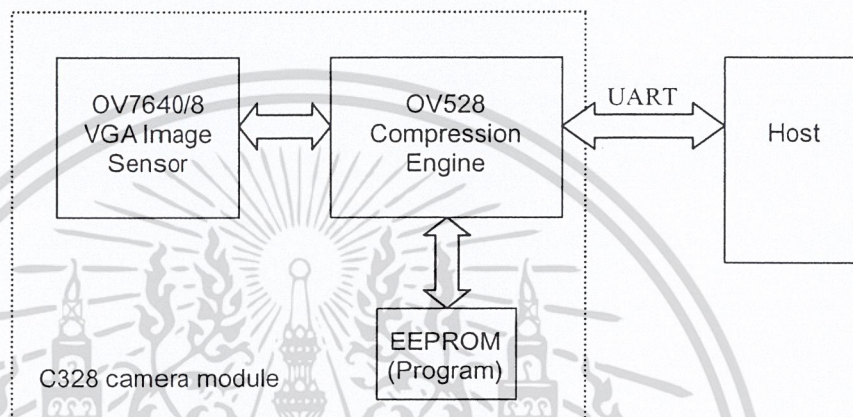 OV7640/8
VGA Image
Sensor
OV528
Compression
Engine
UART
Host
EEPROM
(Program)
C328 camera module